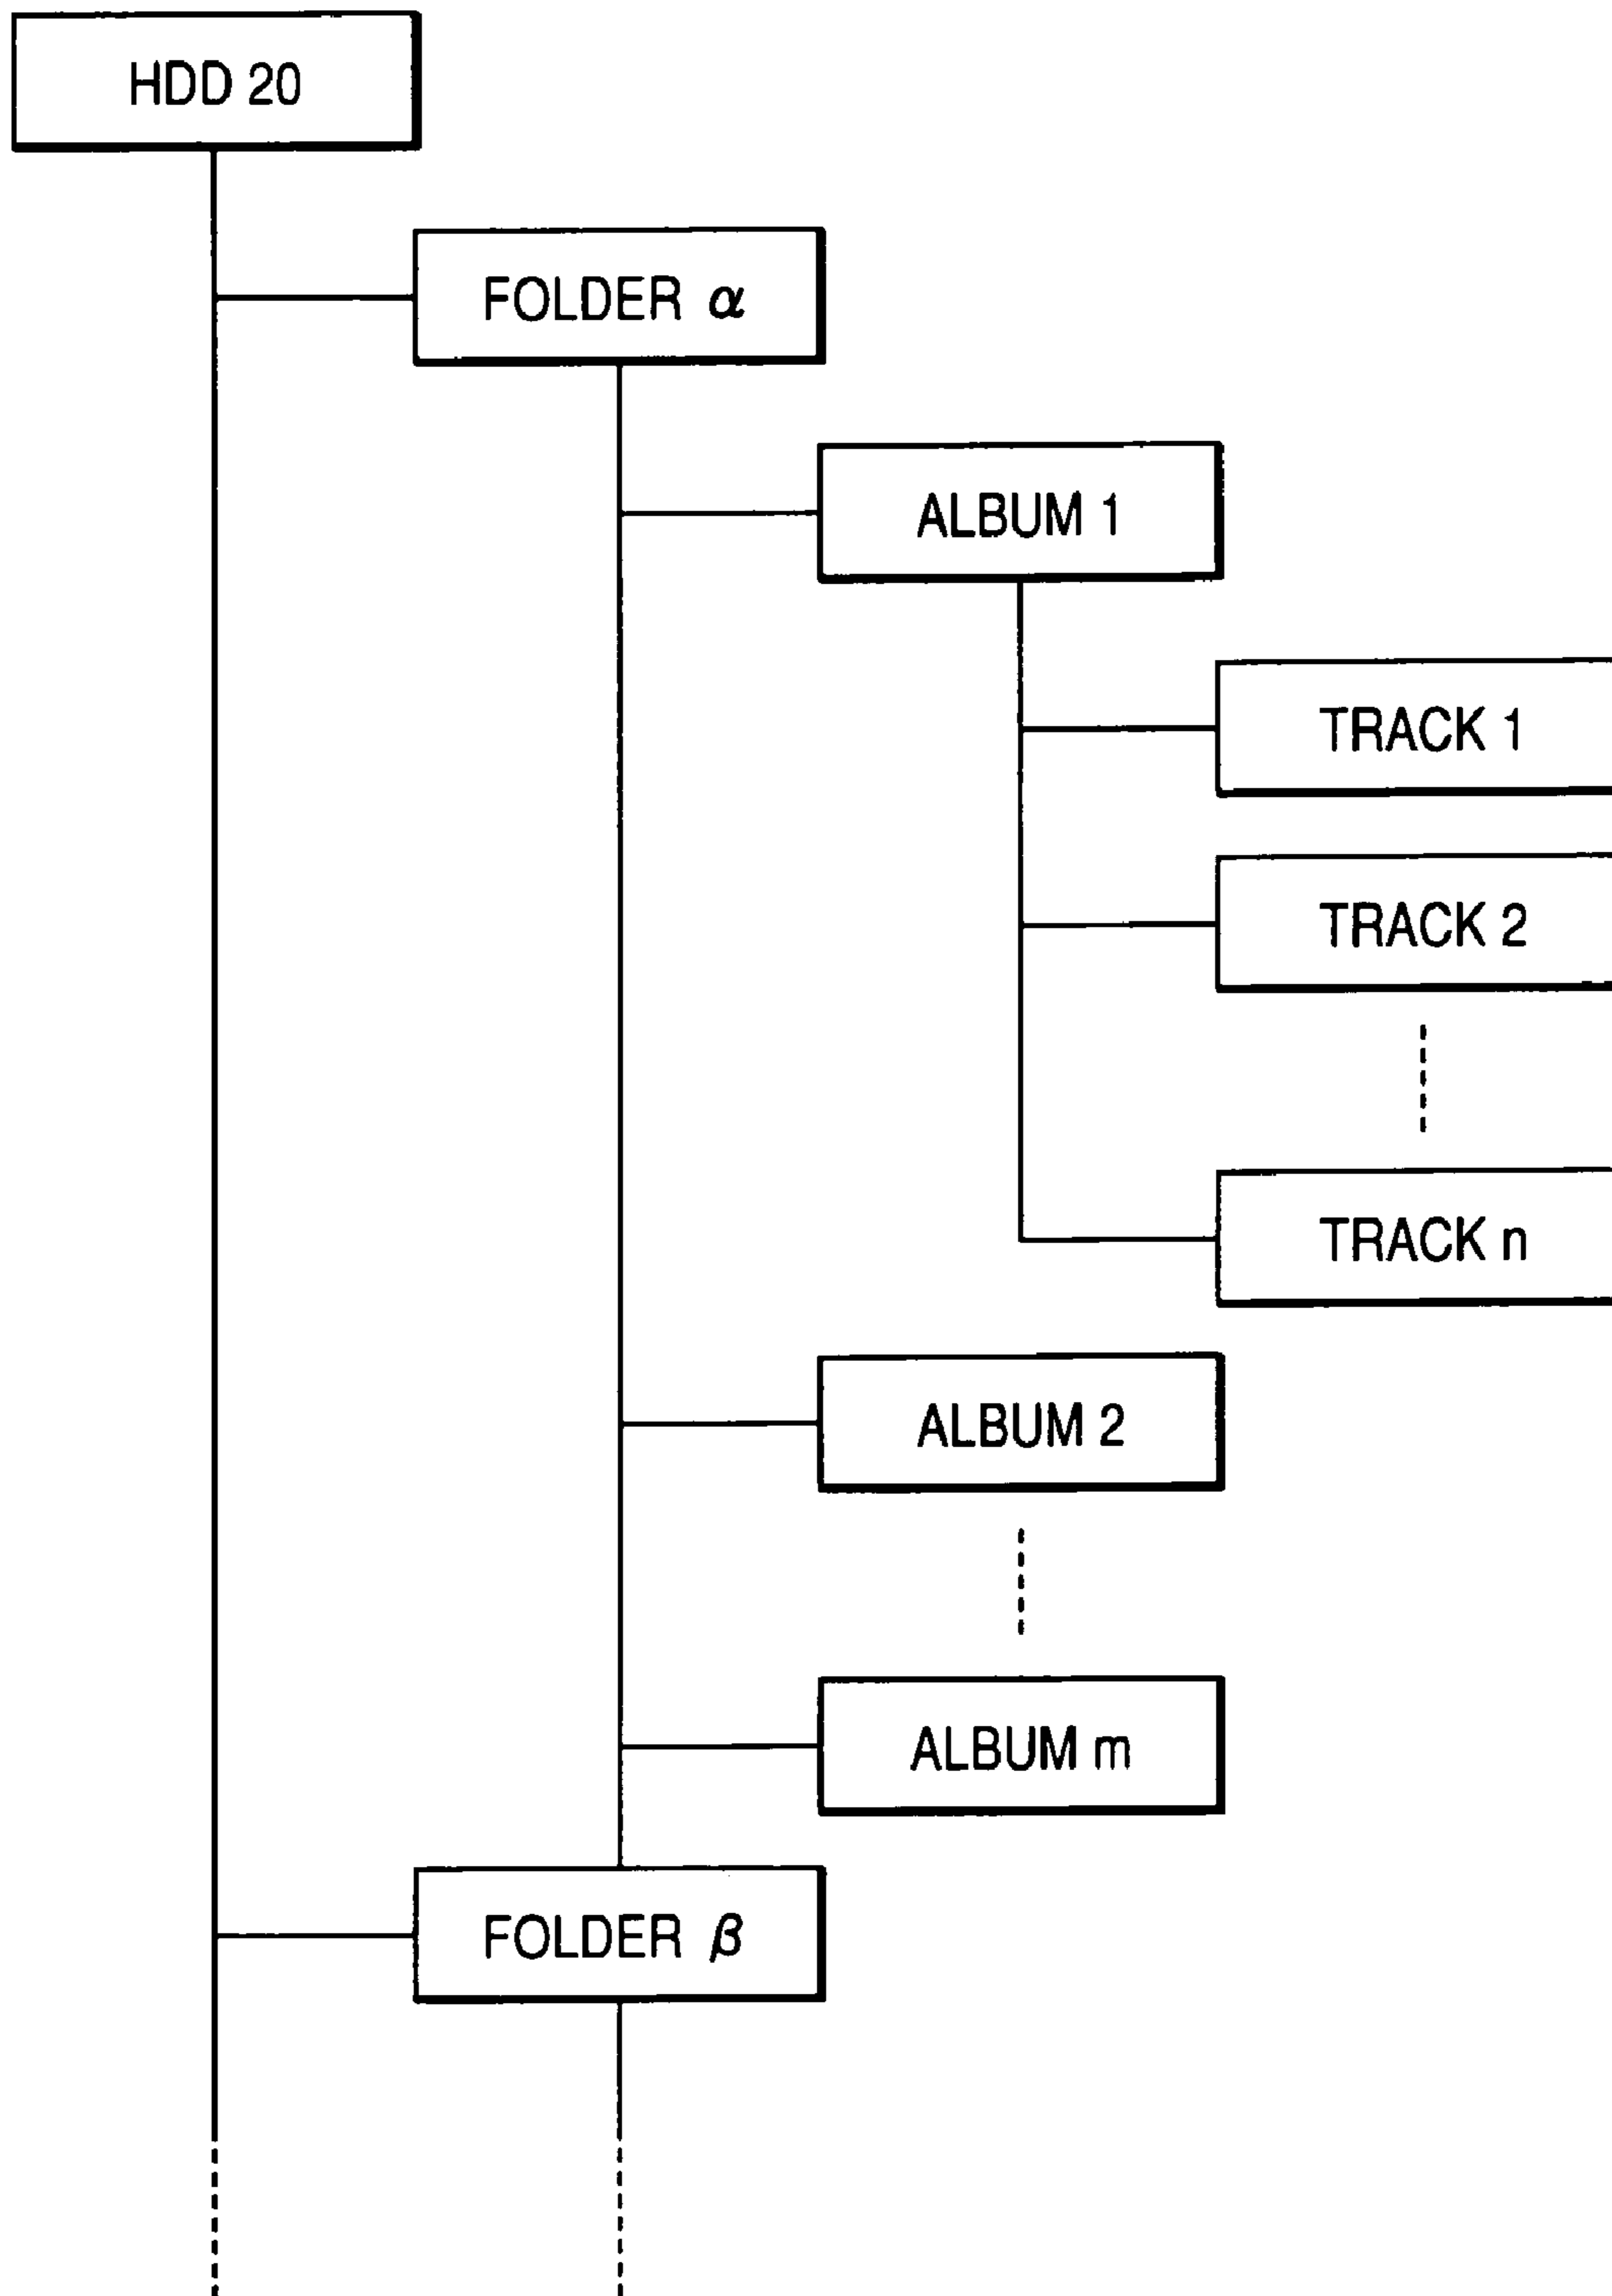 HDD 20
FOLDER α
ALBUM 1
TRACK 1
TRACK 2
TRACK n
ALBUM 2
ALBUM m
FOLDER β